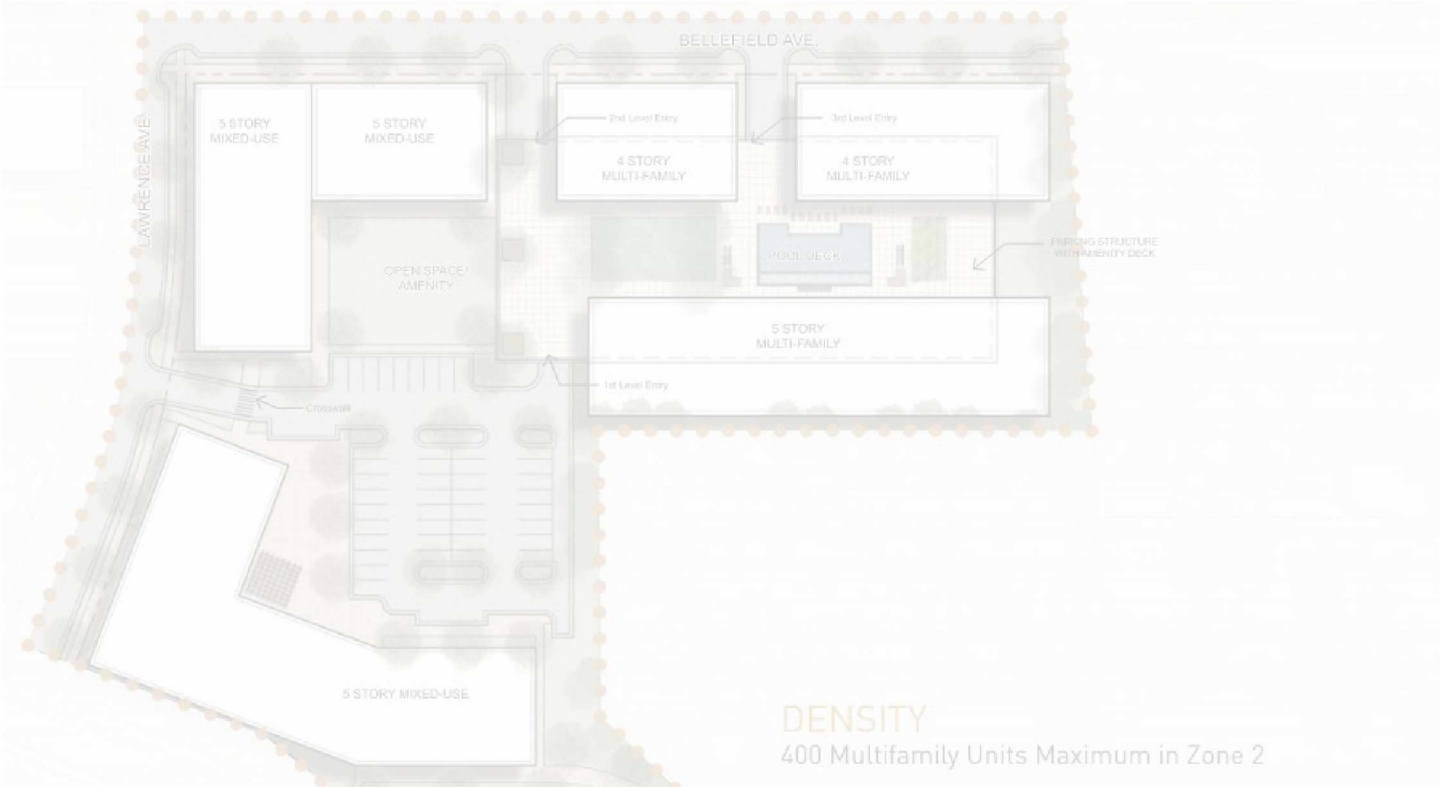 BELLEFIELD AVE.
LAWRENCE AVE
5 STORY
MIXED-USE
5 STORY
MIXED-USE
2nd Level Entry
3rd Level Entry
4 STORY
MULTI-FAMILY
4 STORY
MULTI-FAMILY
OPEN SPACE/
AMENITY
POOL DECK
PARKING STRUCTURE
WITH AMENITY DECK
5 STORY
MULTI-FAMILY
1st Level Entry
Crosswalk
5 STORY MIXED-USE
DENSITY
400 Multifamily Units Maximum in Zone 2